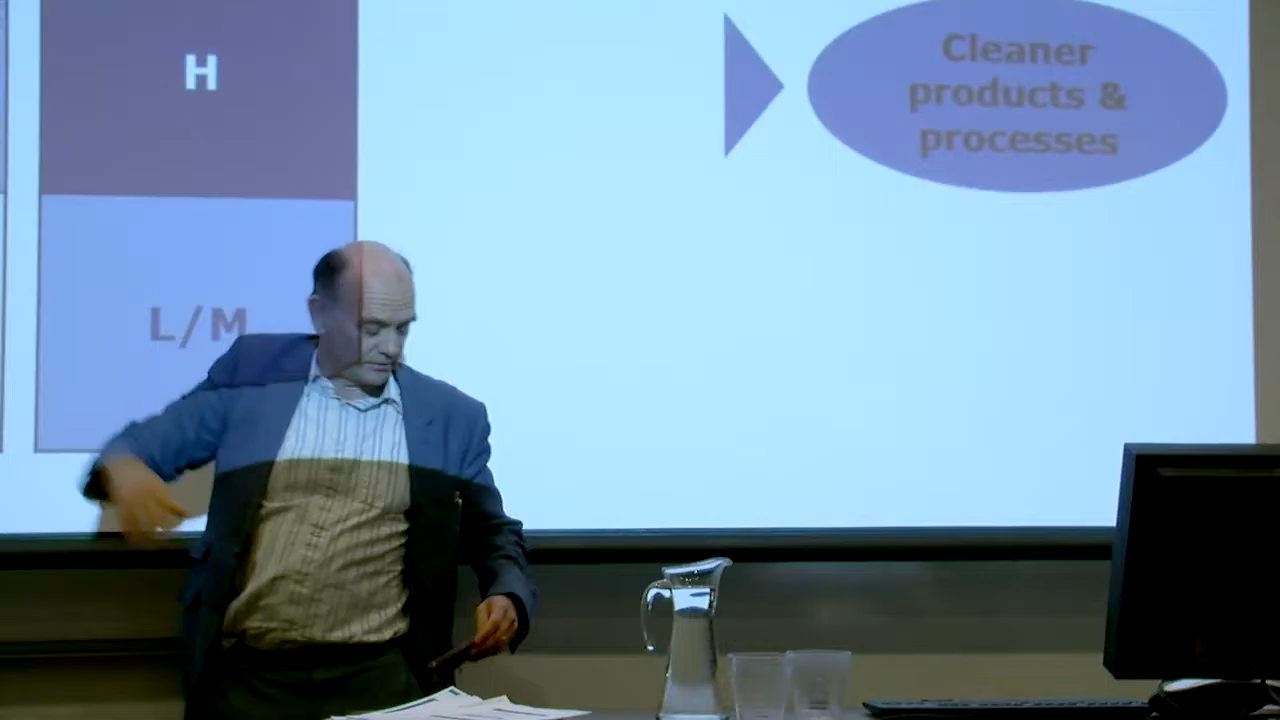 H
L/M
Cleaner
products &
processes